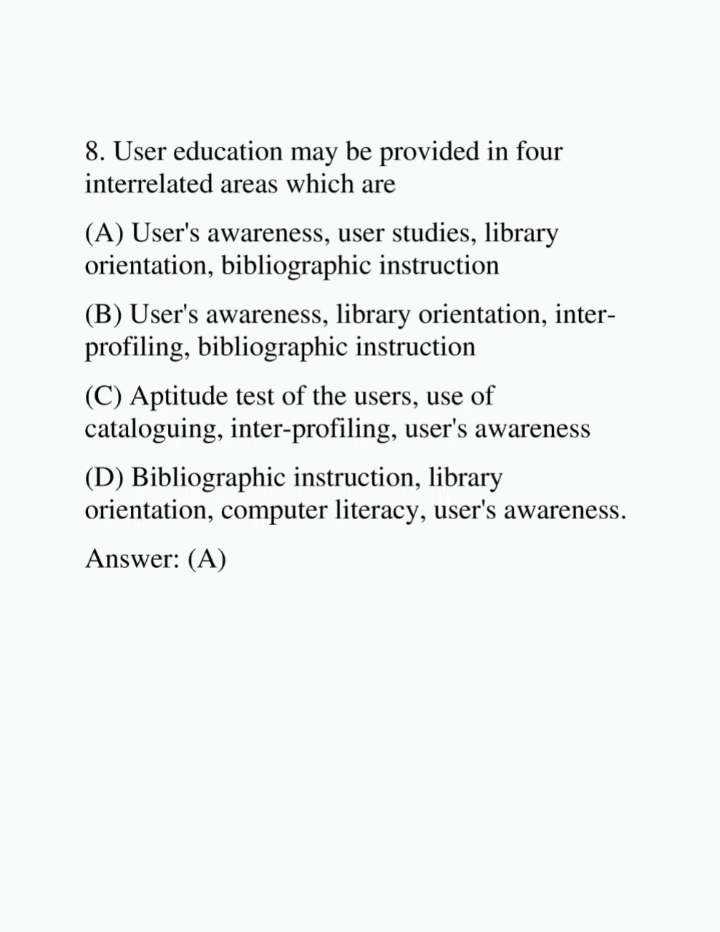 8. User education may be provided in four
interrelated areas which are
(A) User's awareness, user studies, library
orientation, bibliographic instruction
(B) User's awareness, library orientation, inter-
profiling, bibliographic instruction
(C) Aptitude test of the users, use of
cataloguing, inter-profiling, user's awareness
(D) Bibliographic instruction, library
orientation, computer literacy, user's awareness.
Answer: (A)